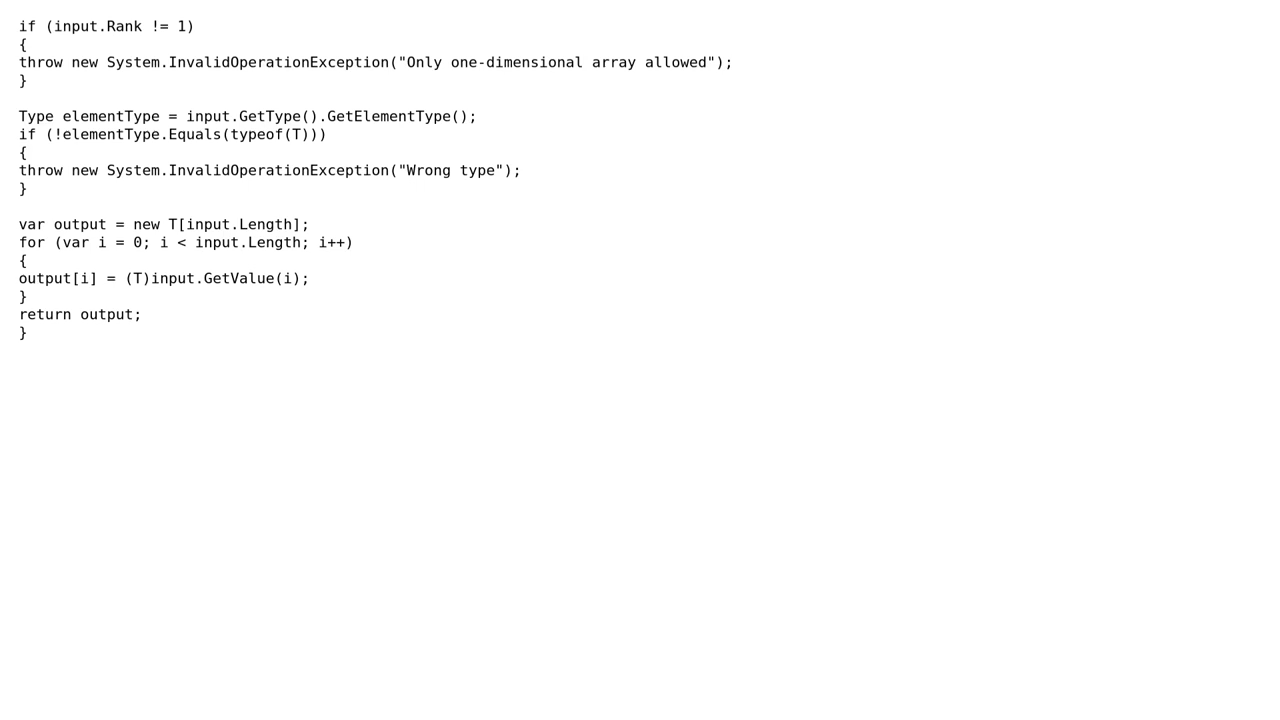 if (input.Rank != 1)
{
throw new System.InvalidOperationException("Only one-dimensional array allowed");
}

Type elementType = input.GetType().GetElementType();
if (!elementType.Equals(typeof(T)))
{
throw new System.InvalidOperationException("Wrong type");
}

var output = new T[input.Length];
for (var i = 0; i < input.Length; i++)
{
output[i] = (T)input.GetValue(i);
}
return output;
}